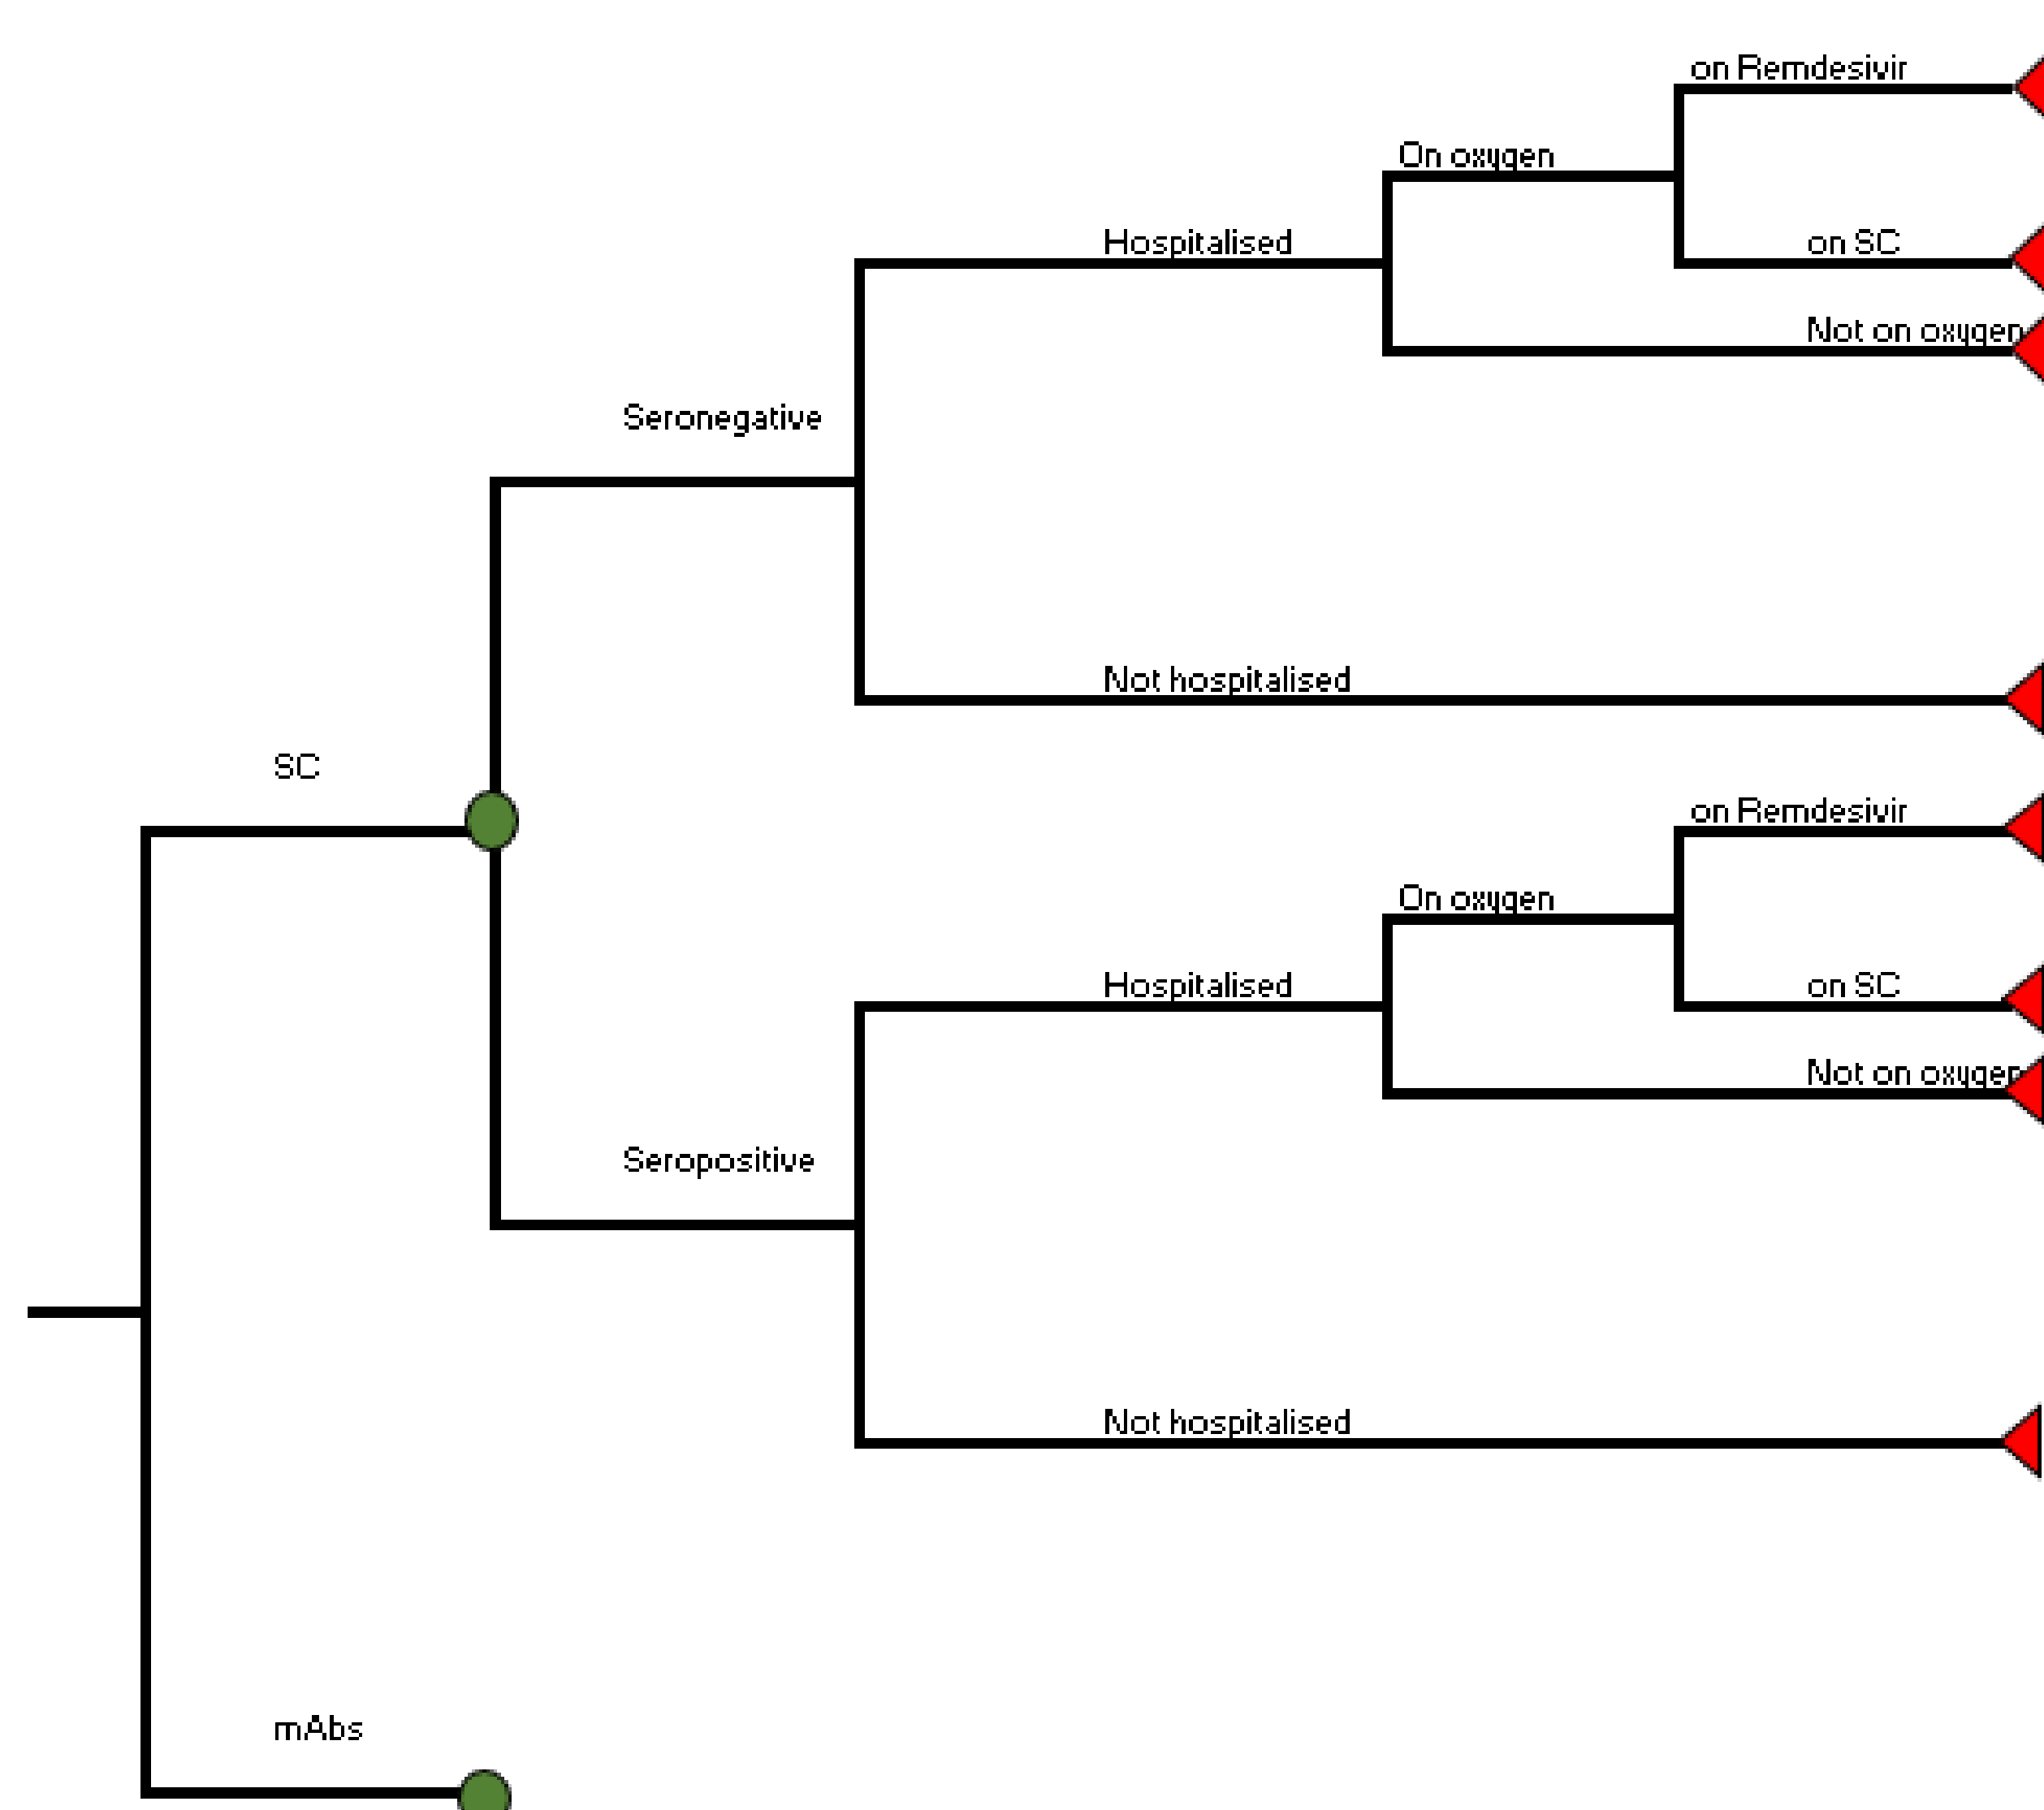 on Remdesivir
On oxygen
Hospitalised
on SC
Not on oxygen
Seronegative
Not hospitalised
SC
on Remdesivir
On oxygen
Hospitalised
on SC
Not on oxygen
Seropositive
Not hospitalised
mAbs